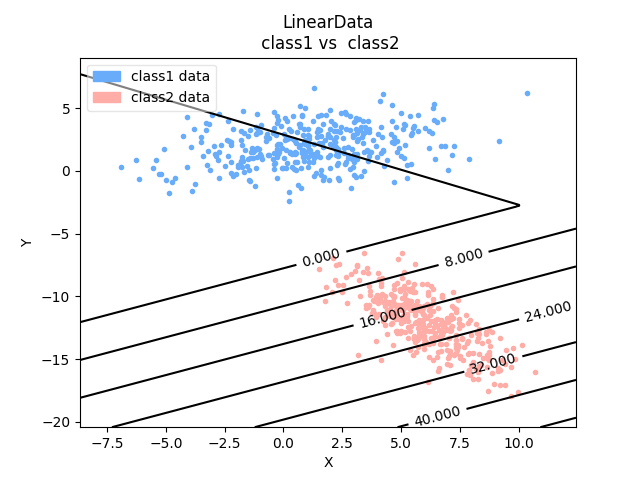 LinearData
class1 vs  class2
class1 data
class2 data
Y
5
0
−5
−10
−15
−20
0.000
8.000
16.000
24.000
32.000
40.000
−7.5 −5.0 −2.5 0.0 2.5 5.0 7.5 10.0
X